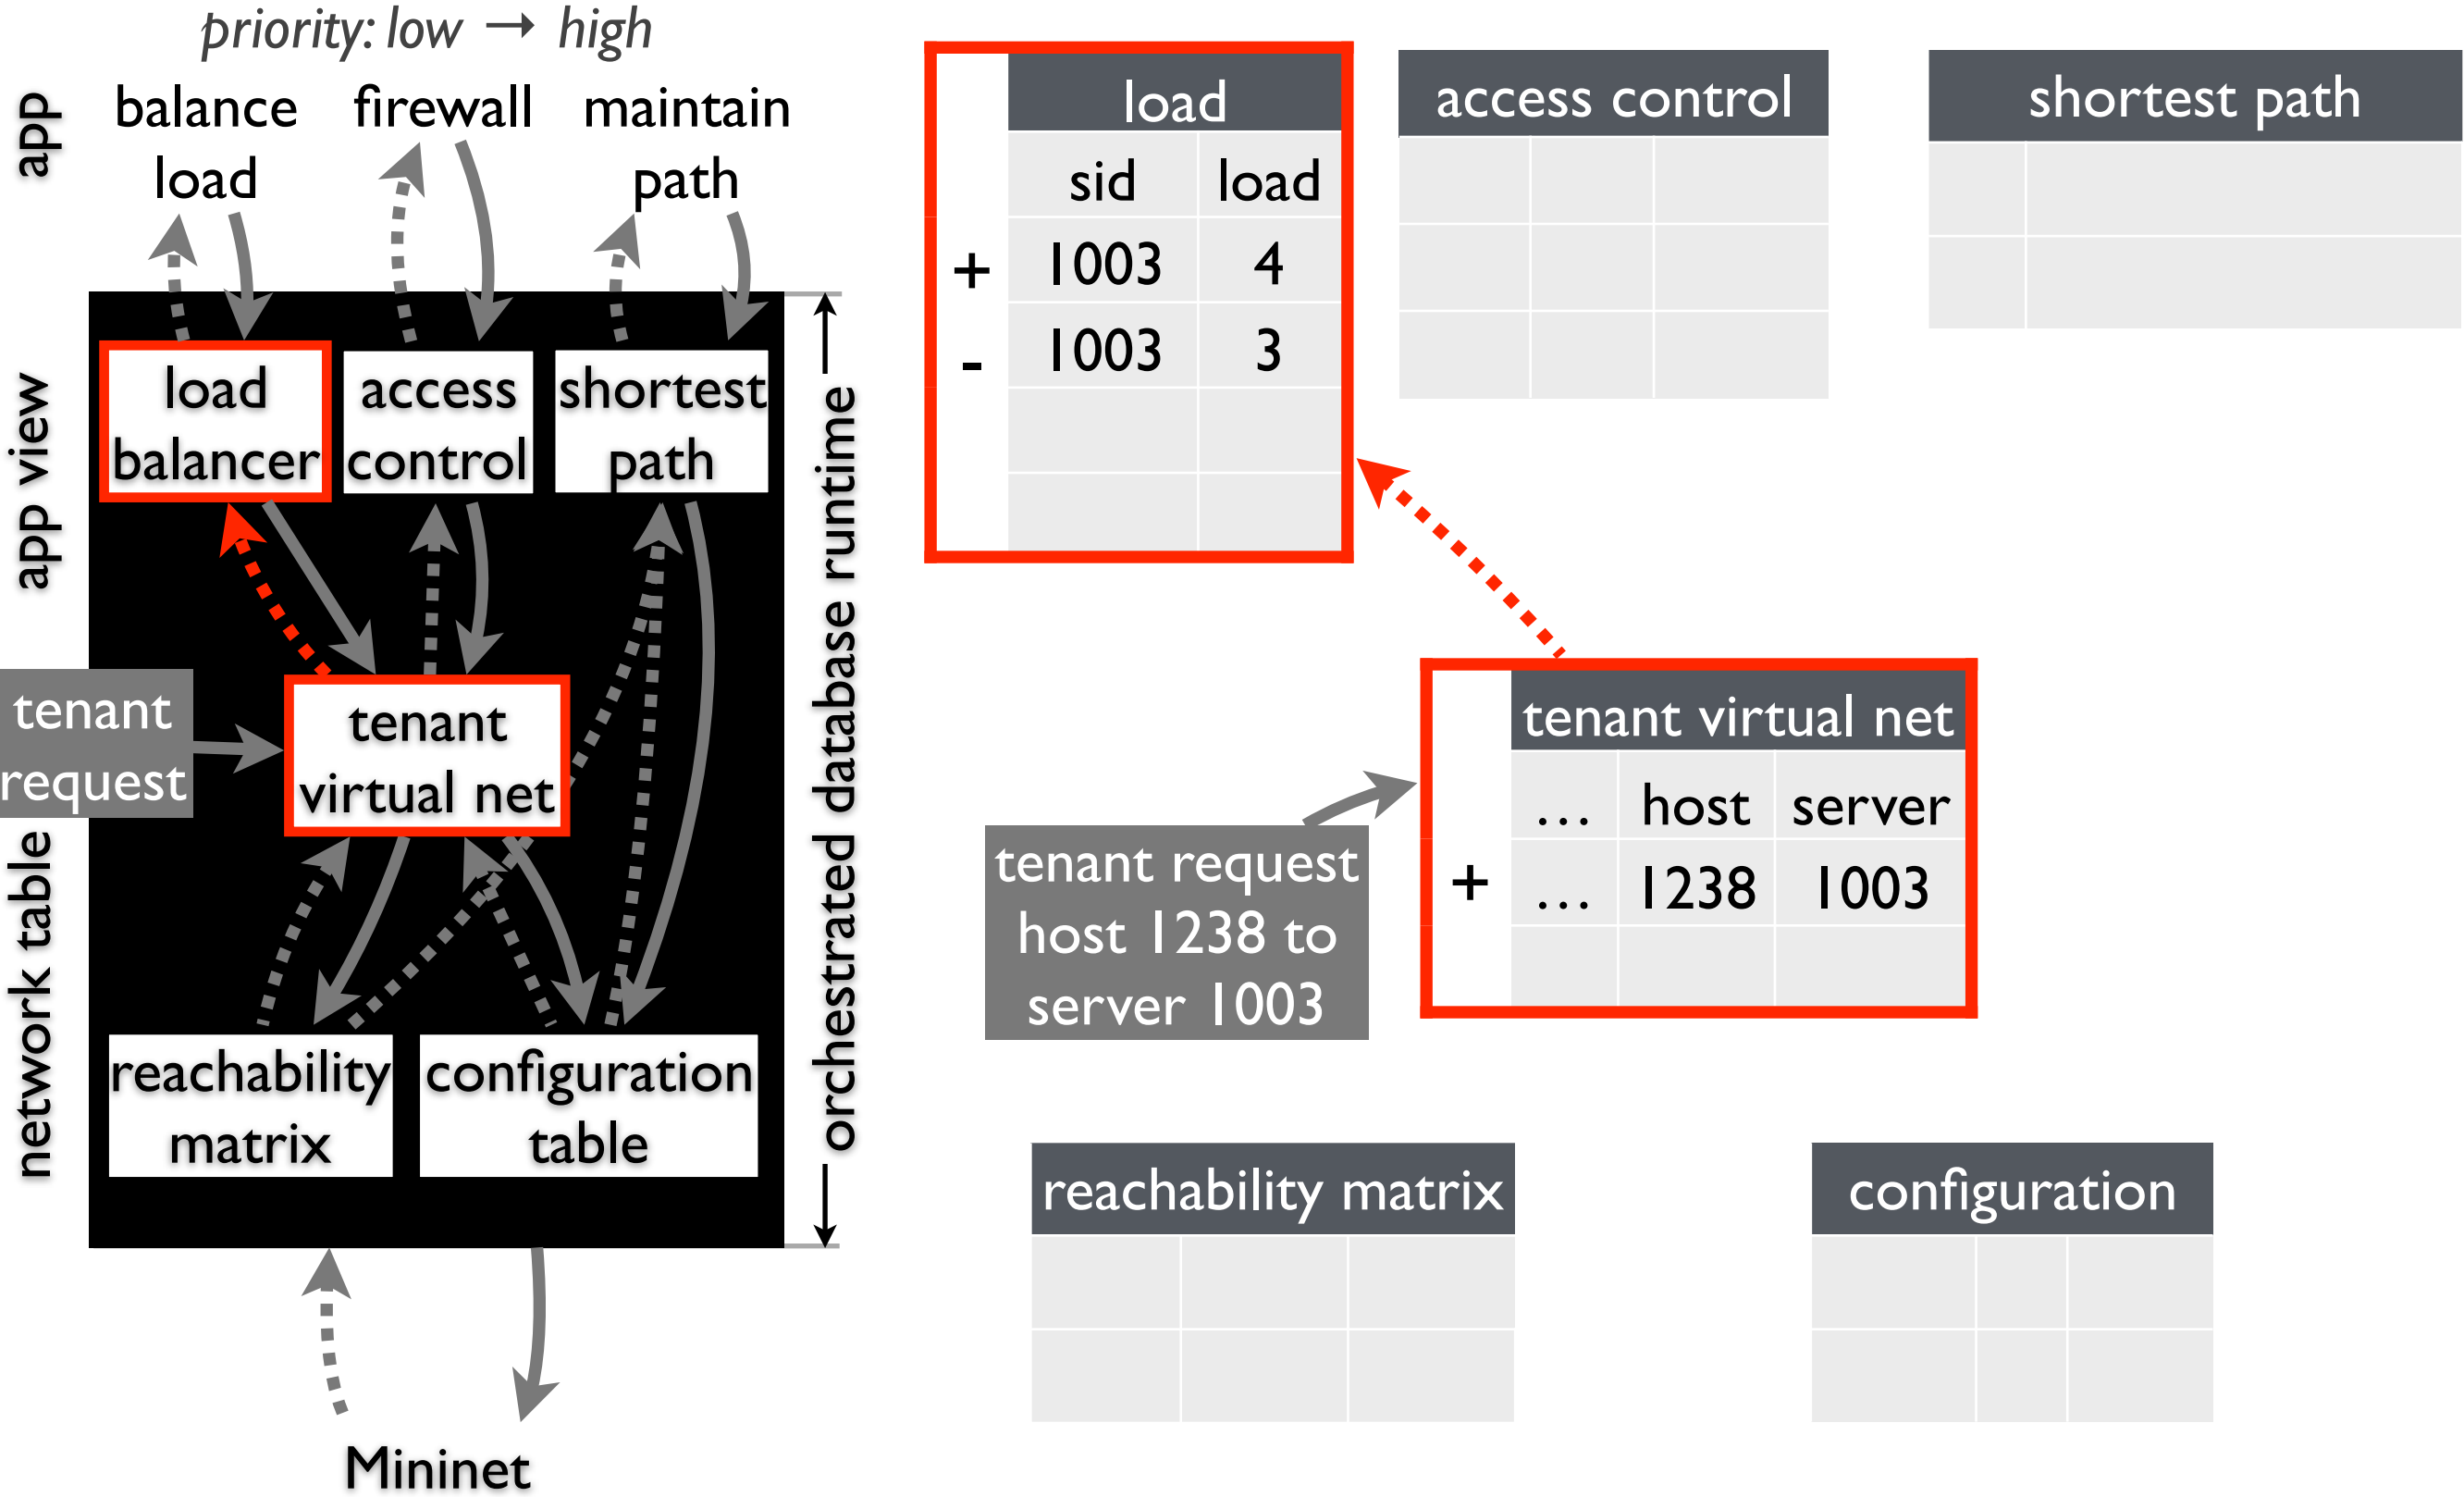 priority: low → high
app
balance
load
firewall
maintain
path
app view
load
balancer
access
control
shortest
path
orchestrated database runtime
tenant
request
tenant
virtual net
network table
reachability
matrix
configuration
table
Mininet
load
sid load
+ 1003 4
- 1003 3
access control
shortest path
tenant virtual net
... host server
+ ... 1238 1003
tenant request
host 1238 to
server 1003
reachability matrix
configuration